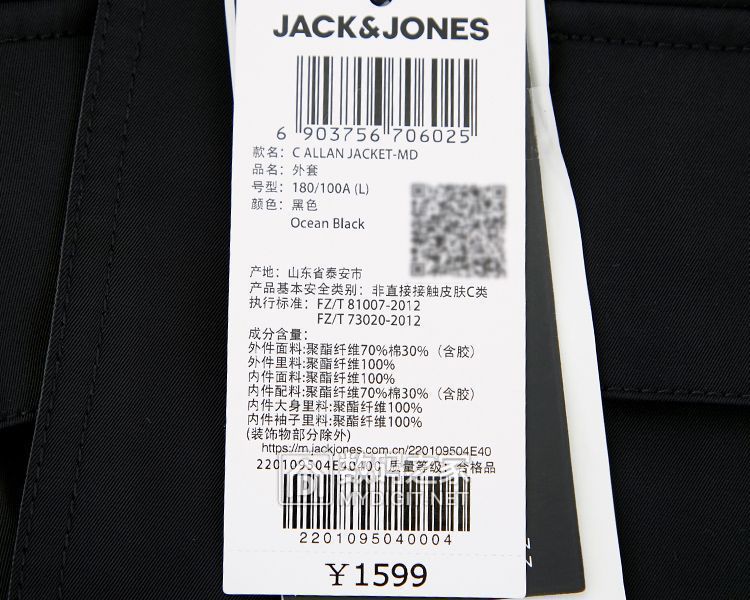 JACK&JONES
6 903756 706025
款名: C ALLAN JACKET-MD
品名: 外套
号型: 180/100A (L)
颜色: 黑色
Ocean Black
产地: 山东省泰安市
产品基本安全类别: 非直接接触皮肤C类
执行标准: FZ/T 81007-2012
FZ/T 73020-2012
成分含量:
外件面料:聚酯纤维70%棉30%(含胶)
外件里料:聚酯纤维100%
内件面料:聚酯纤维100%
内件配料:聚酯纤维70%棉30%(含胶)
内件大身里料:聚酯纤维100%
内件袖子里料:聚酯纤维100%
(装饰物部分除外)
https://m.jackjones.com.cn/220109504E40
220109504E40400 质量等级: 合格品
数码之家
MYDIGIT.NET
2201095040004
¥1599